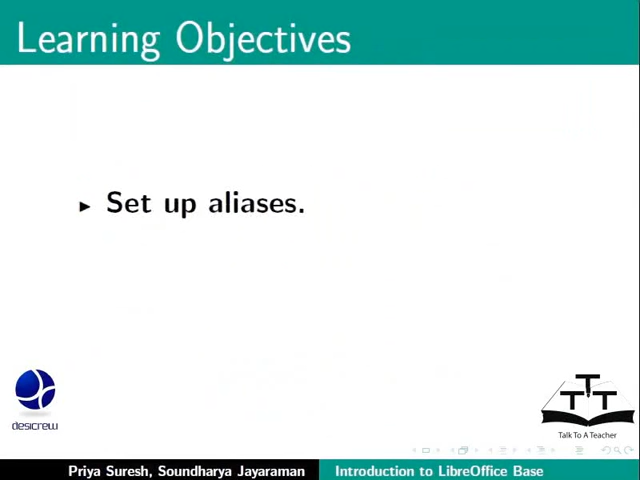 Learning Objectives
Set up aliases.
desicrew
T T T
Talk To A Teacher
Priya Suresh, Soundharya Jayaraman
Introduction to LibreOffice Base